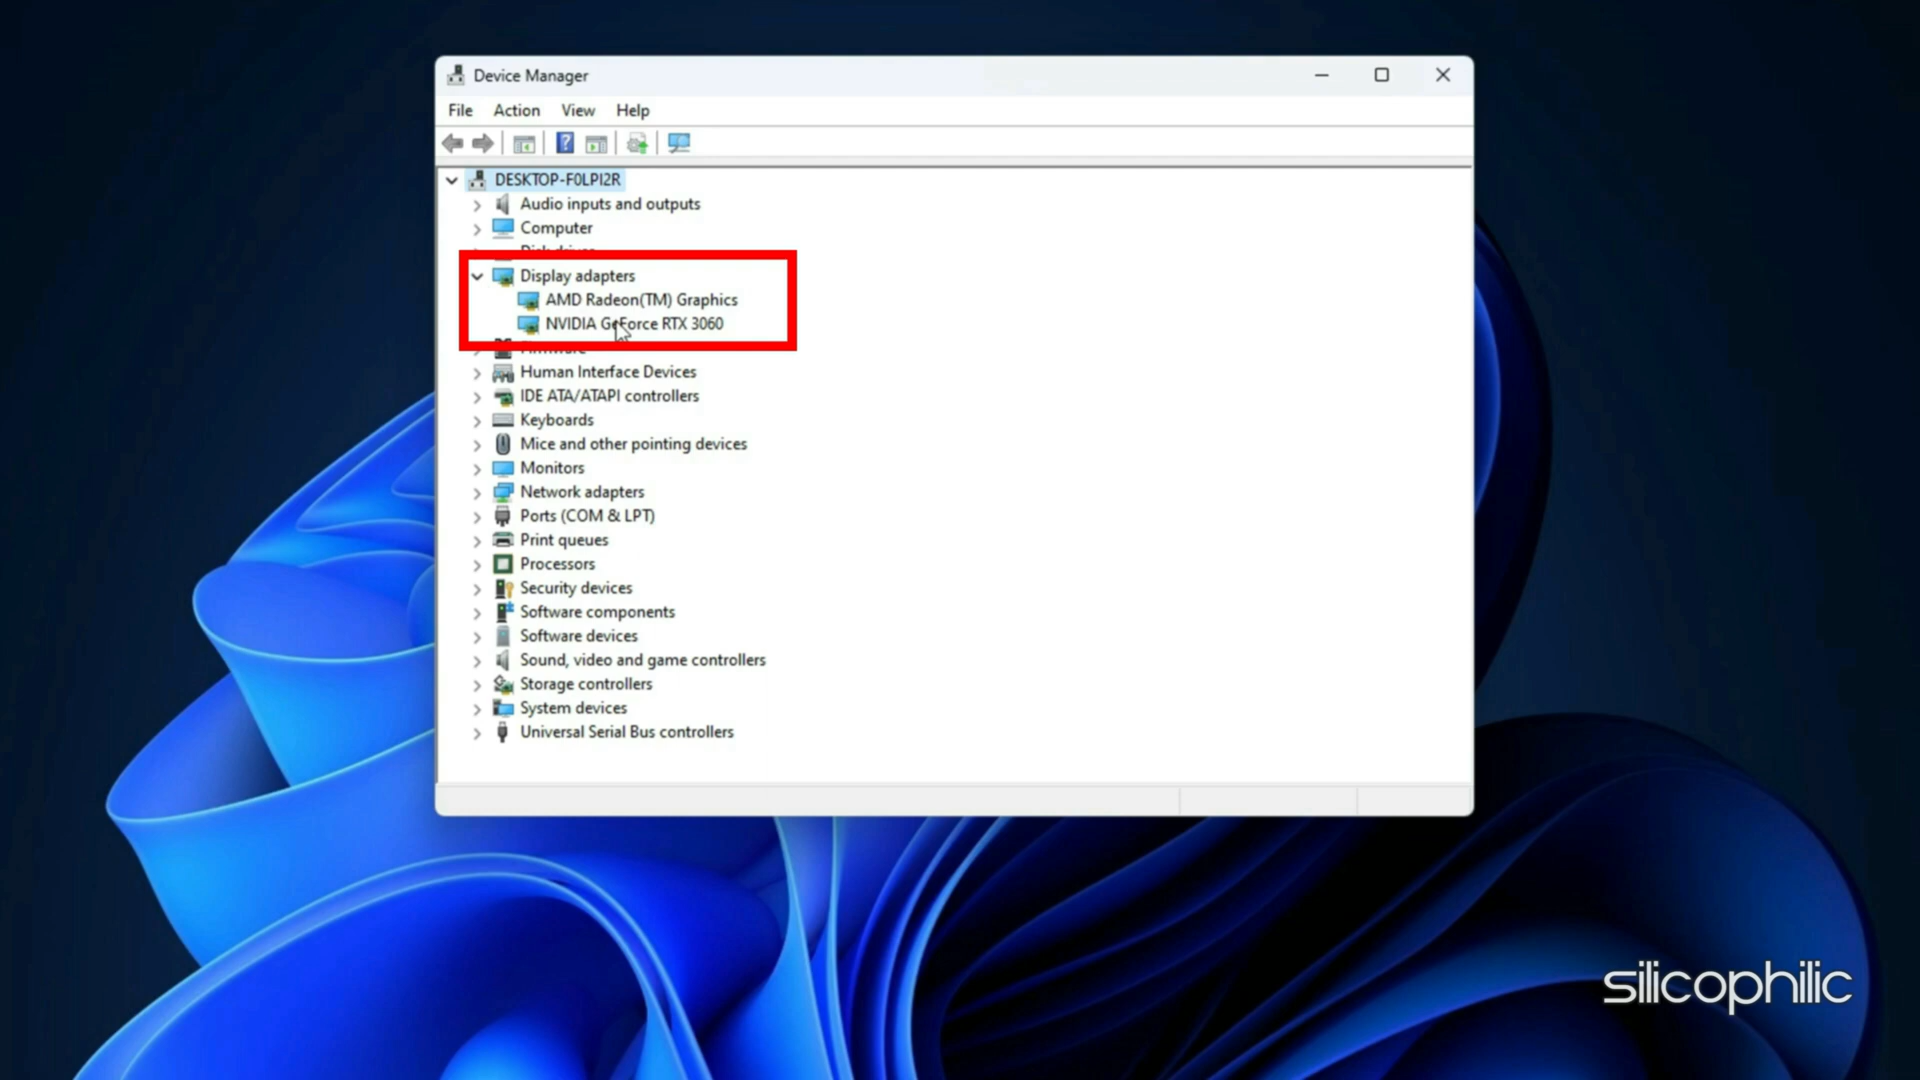 Device Manager
File Action View Help
DESKTOP-F0LPI2R
Audio inputs and outputs
Computer
Disk drives
Display adapters
AMD Radeon(TM) Graphics
NVIDIA GeForce RTX 3060
Firmware
Human Interface Devices
IDE ATA/ATAPI controllers
Keyboards
Mice and other pointing devices
Monitors
Network adapters
Ports (COM & LPT)
Print queues
Processors
Security devices
Software components
Software devices
Sound, video and game controllers
Storage controllers
System devices
Universal Serial Bus controllers
silicophilic